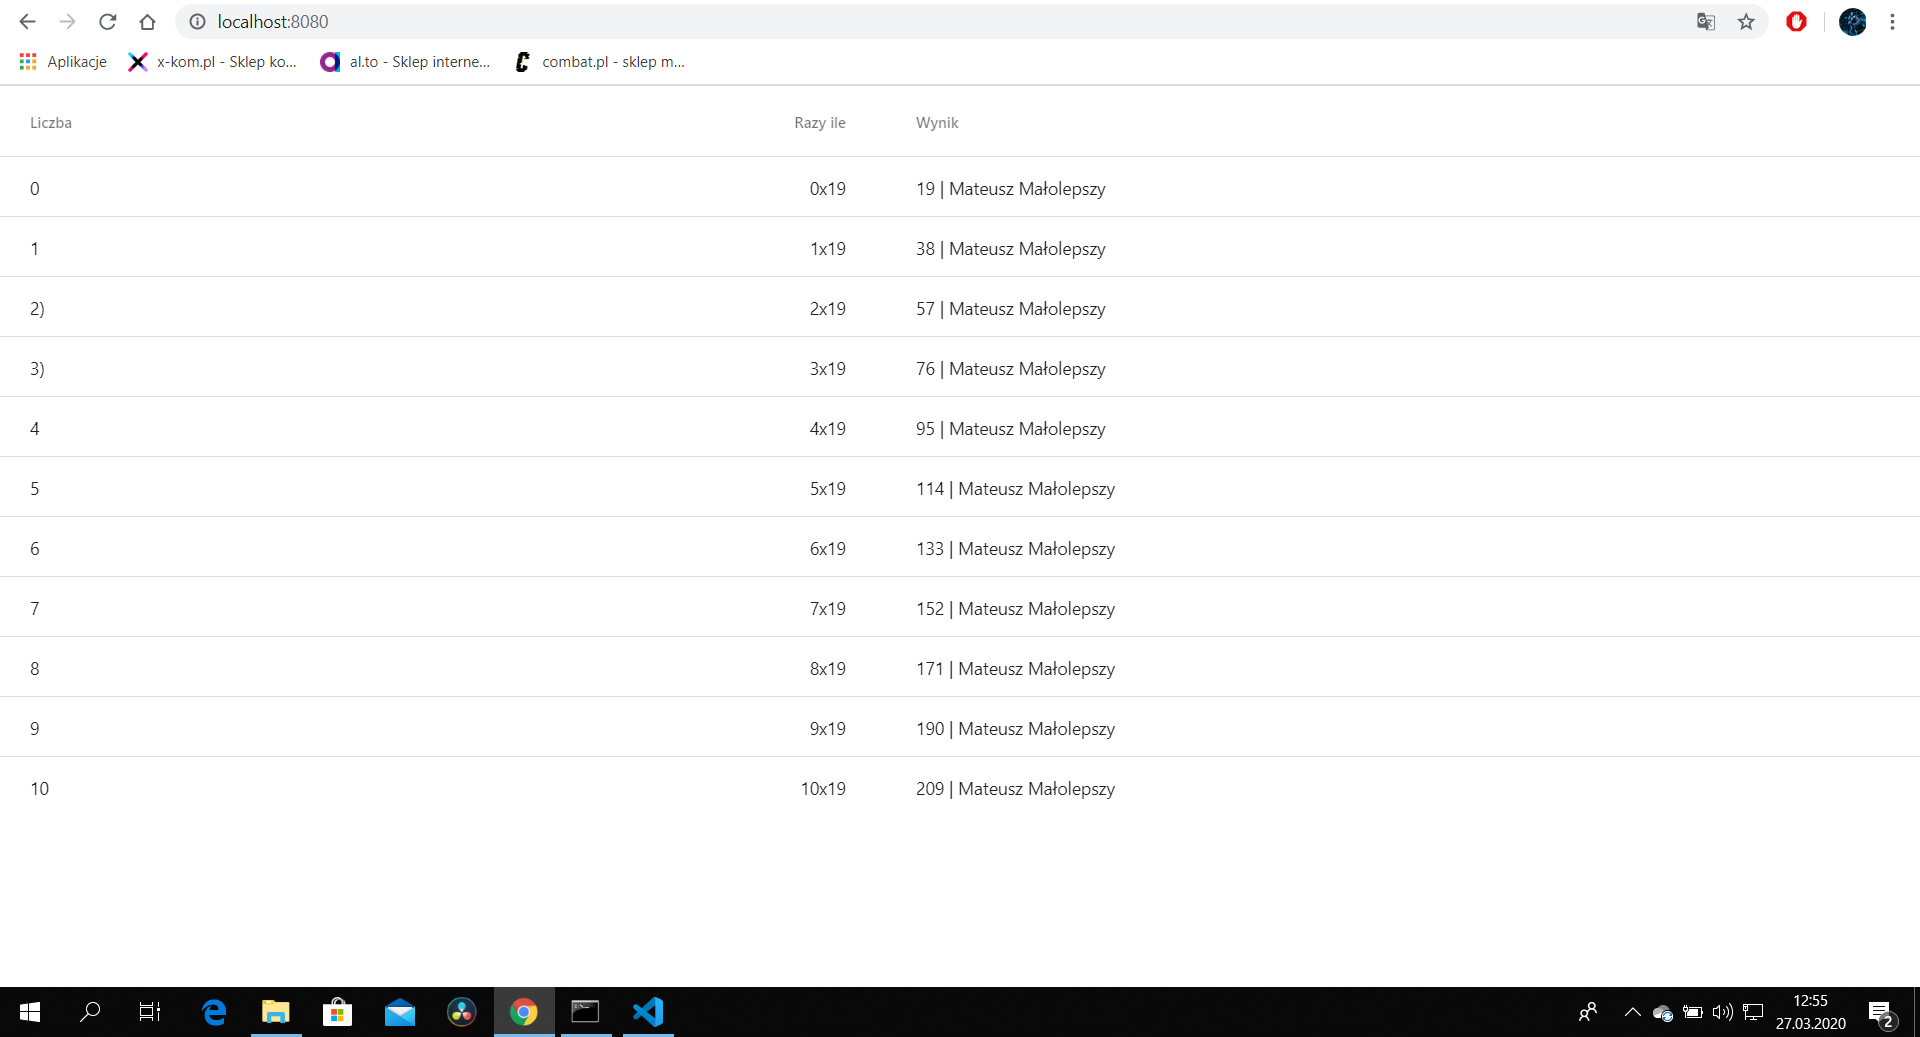 localhost:8080
Aplikacje x-kom.pl - Sklep ko... al.to - Sklep interne... combat.pl - sklep m...
Liczba Razy ile Wynik
0 0x19 19 | Mateusz Małolepszy
1 1x19 38 | Mateusz Małolepszy
2) 2x19 57 | Mateusz Małolepszy
3) 3x19 76 | Mateusz Małolepszy
4 4x19 95 | Mateusz Małolepszy
5 5x19 114 | Mateusz Małolepszy
6 6x19 133 | Mateusz Małolepszy
7 7x19 152 | Mateusz Małolepszy
8 8x19 171 | Mateusz Małolepszy
9 9x19 190 | Mateusz Małolepszy
10 10x19 209 | Mateusz Małolepszy
12:55
27.03.2020
2